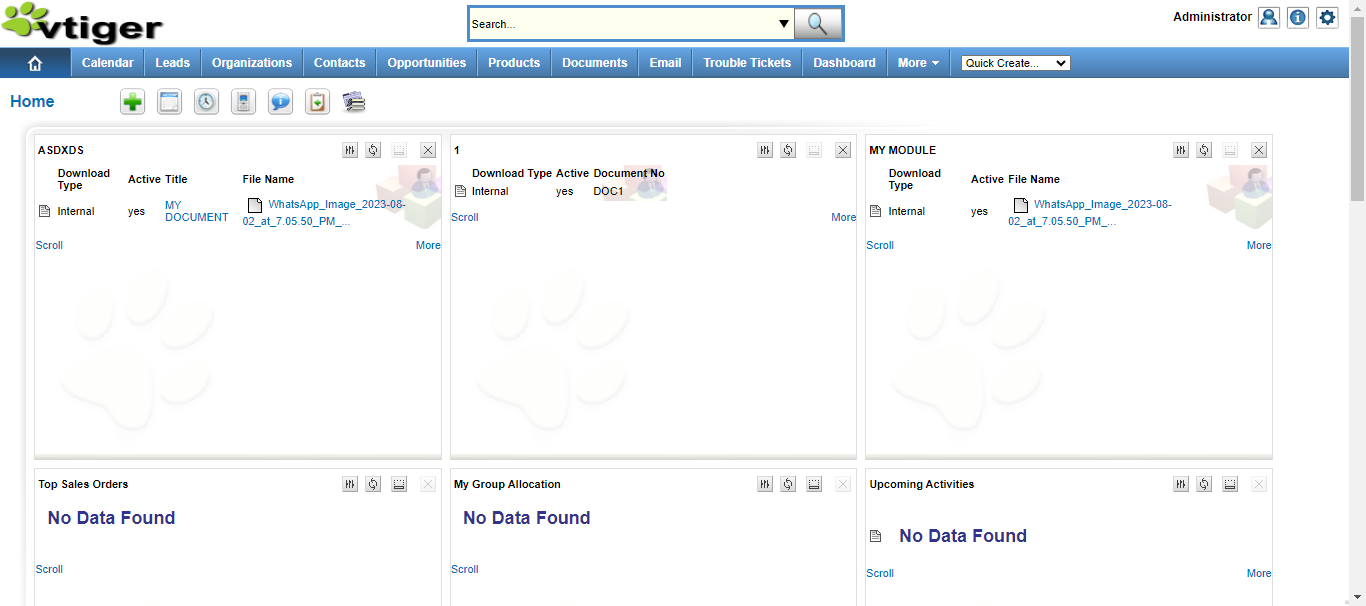 vtiger
Search...
Administrator
Calendar Leads Organizations Contacts Opportunities Products Documents Email Trouble Tickets Dashboard More Quick Create...
Home
ASDXDS
Download Type Active Title File Name
Internal yes MY DOCUMENT WhatsApp_Image_2023-08-
02_at_7.05.50_PM_...
Scroll More
1
Download Type Active Document No
Internal yes DOC1
Scroll More
MY MODULE
Download Type Active File Name
Internal yes WhatsApp_Image_2023-08-
02_at_7.05.50_PM_...
Scroll More
Top Sales Orders
No Data Found
Scroll
My Group Allocation
No Data Found
Scroll
Upcoming Activities
No Data Found
Scroll More